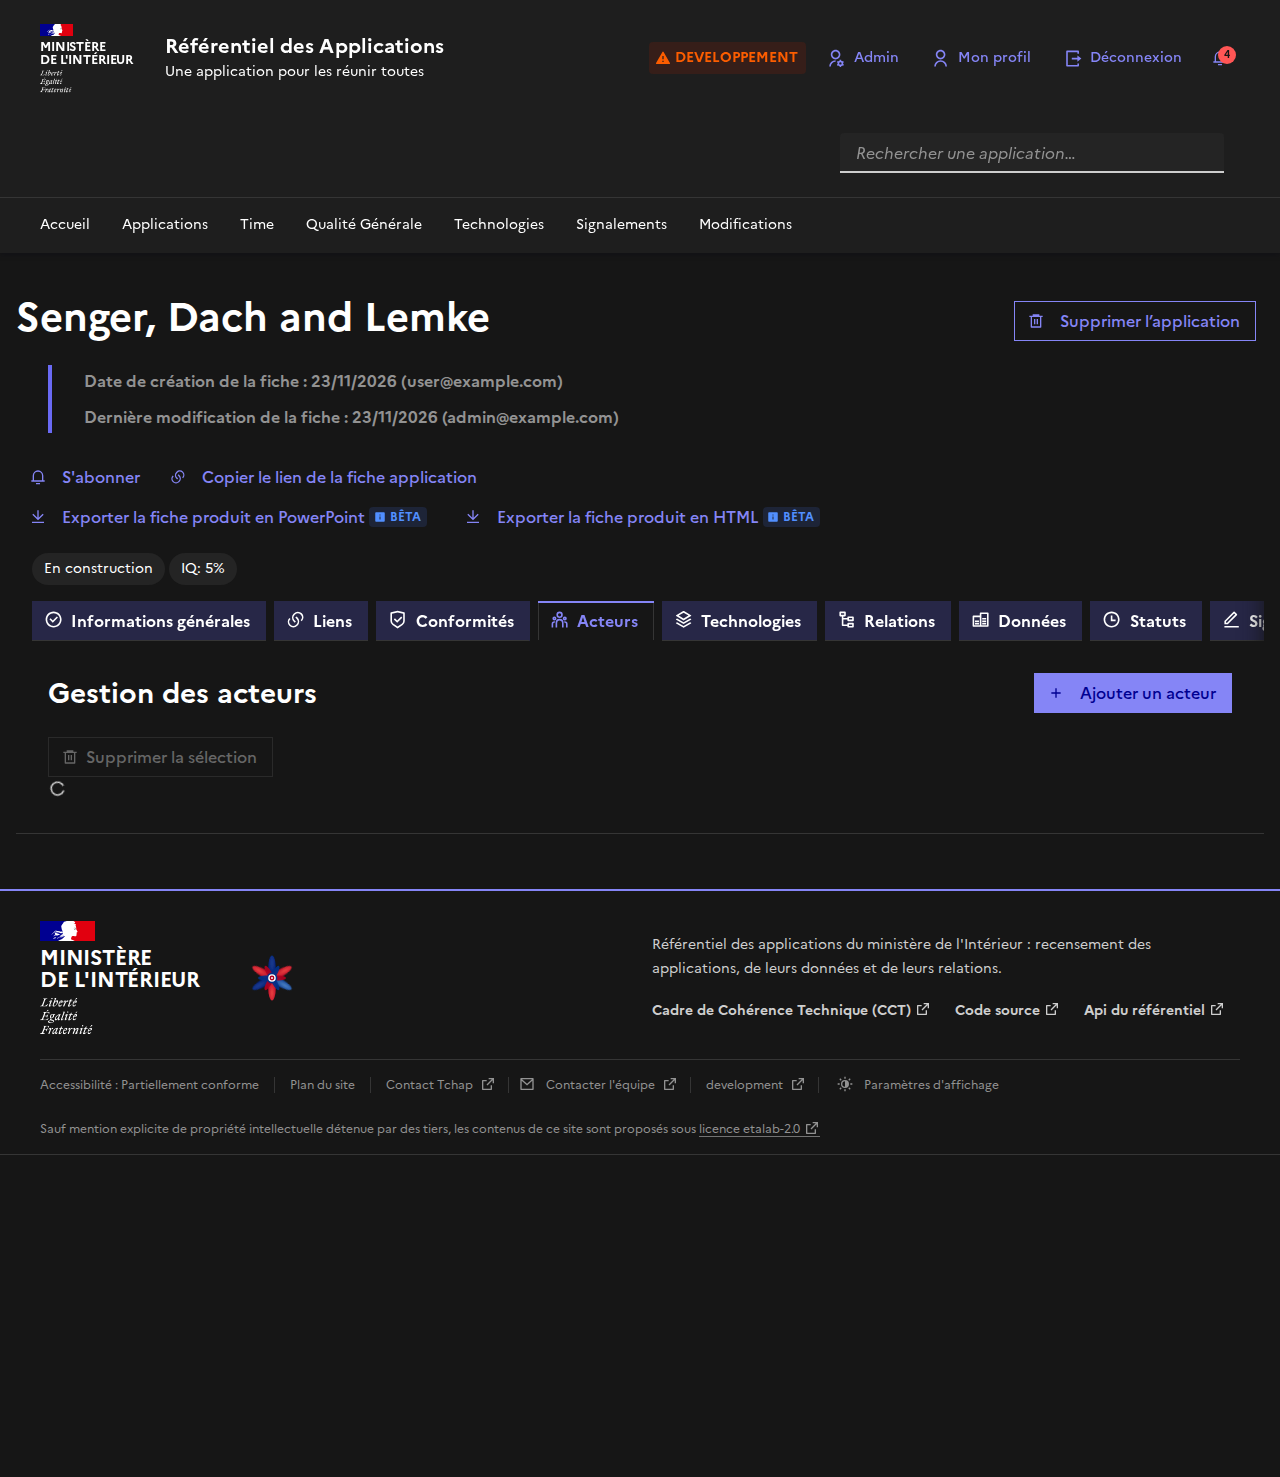 MINISTÈRE
DE L'INTÉRIEUR
Liberté
Égalité
Fraternité
Référentiel des Applications
Une application pour les réunir toutes
DEVELOPPEMENT
Admin
Mon profil
Déconnexion
4
Rechercher une application…
Accueil
Applications
Time
Qualité Générale
Technologies
Signalements
Modifications
Senger, Dach and Lemke
Supprimer l’application
Date de création de la fiche : 23/11/2026 (user@example.com)
Dernière modification de la fiche : 23/11/2026 (admin@example.com)
S'abonner
Copier le lien de la fiche application
Exporter la fiche produit en PowerPoint BÊTA
Exporter la fiche produit en HTML BÊTA
En construction
IQ: 5%
Informations générales
Liens
Conformités
Acteurs
Technologies
Relations
Données
Statuts
Gestion des acteurs
Ajouter un acteur
Supprimer la sélection
MINISTÈRE
DE L'INTÉRIEUR
Liberté
Égalité
Fraternité
Référentiel des applications du ministère de l'Intérieur : recensement des
applications, de leurs données et de leurs relations.
Cadre de Cohérence Technique (CCT)
Code source
Api du référentiel
Accessibilité : Partiellement conforme
Plan du site
Contact Tchap
Contacter l'équipe
development
Paramètres d'affichage
Sauf mention explicite de propriété intellectuelle détenue par des tiers, les contenus de ce site sont proposés sous licence etalab-2.0